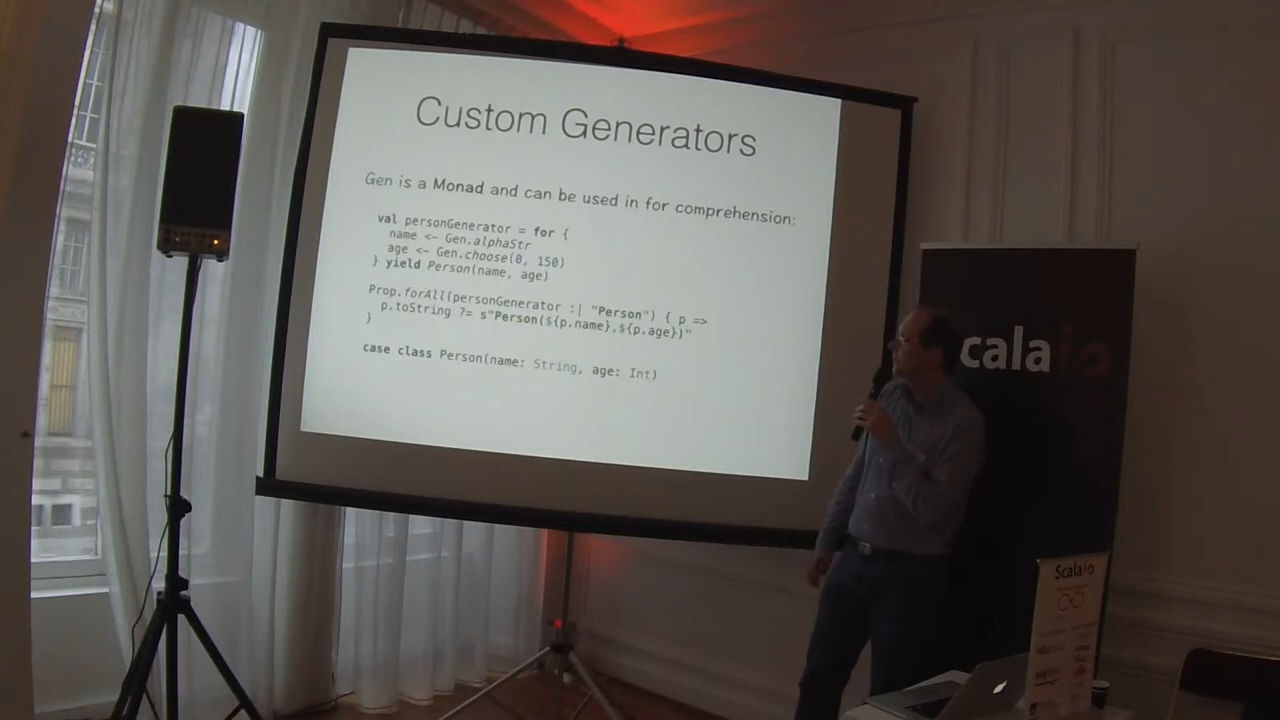 Custom Generators
Gen is a Monad and can be used in for comprehension:
val personGenerator = for {
name <- Gen.alphaStr
age <- Gen.choose(0, 150)
} yield Person(name, age)
Prop.forAll(personGenerator :| "Person") { p =>
p.toString ?= s"Person(${p.name},${p.age})"
}
case class Person(name: String, age: Int)
cala io
Scala io